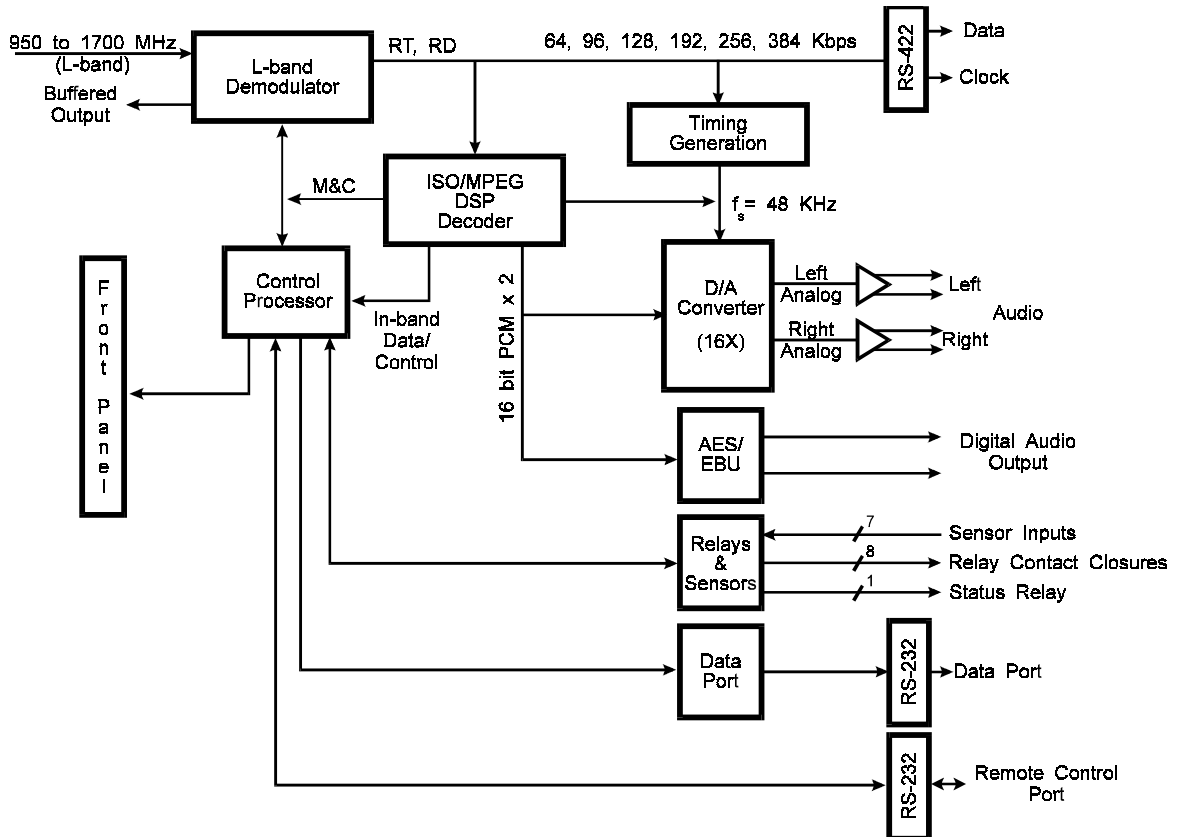 950 to 1700 MHz
(L-band)
Buffered
Output
L-band
Demodulator
RT, RD
64, 96, 128, 192, 256, 384 Kbps
RS-422
Data
Clock
Timing
Generation
M&C
ISO/MPEG
DSP
Decoder
fs= 48 KHz
Front Panel
Control
Processor
In-band
Data/
Control
16 bit PCM x 2
D/A
Converter
(16X)
Left
Analog
Right
Analog
Left
Audio
Right
AES/
EBU
Digital Audio
Output
Relays
&
Sensors
7
Sensor Inputs
8
Relay Contact Closures
1
Status Relay
Data
Port
RS-232
Data Port
RS-232
Remote Control
Port